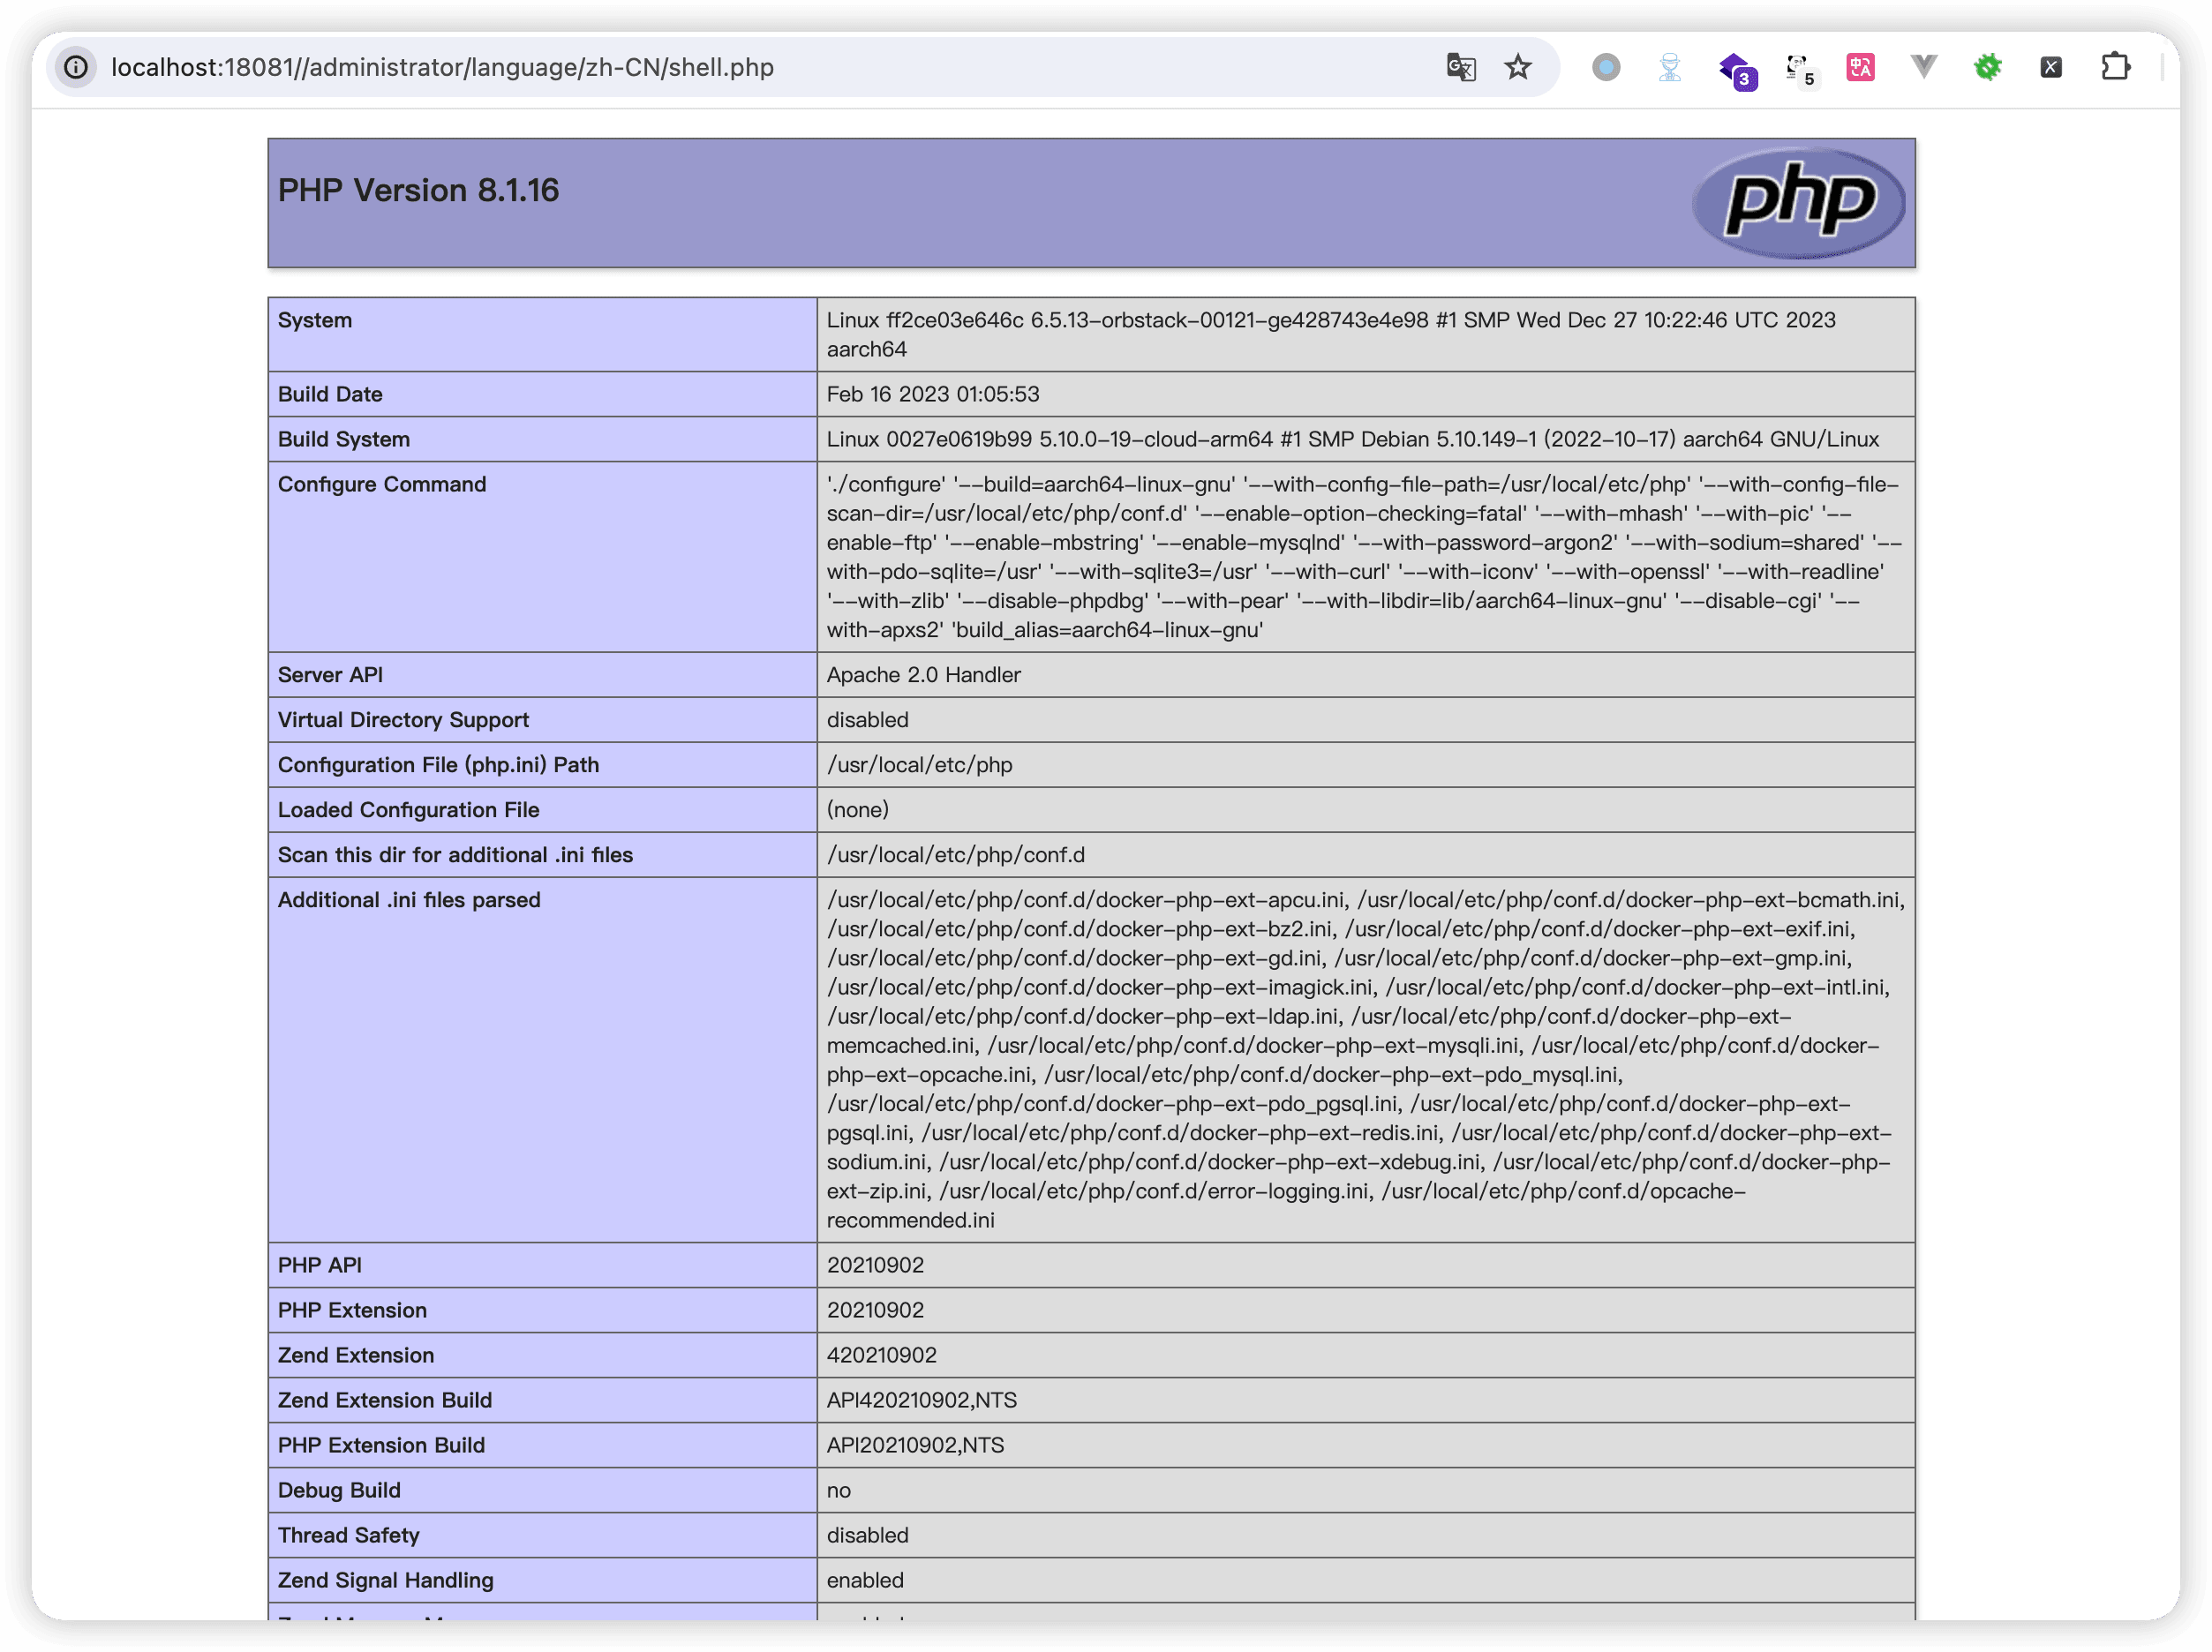 localhost:18081//administrator/language/zh-CN/shell.php
3
5
中
A
PHP Version 8.1.16
php
System
Linux ff2ce03e646c 6.5.13-orbstack-00121-ge428743e4e98 #1 SMP Wed Dec 27 10:22:46 UTC 2023
aarch64
Build Date
Feb 16 2023 01:05:53
Build System
Linux 0027e0619b99 5.10.0-19-cloud-arm64 #1 SMP Debian 5.10.149-1 (2022-10-17) aarch64 GNU/Linux
Configure Command
'./configure' '--build=aarch64-linux-gnu' '--with-config-file-path=/usr/local/etc/php' '--with-config-file-
scan-dir=/usr/local/etc/php/conf.d' '--enable-option-checking=fatal' '--with-mhash' '--with-pic' '--
enable-ftp' '--enable-mbstring' '--enable-mysqlnd' '--with-password-argon2' '--with-sodium=shared' '--
with-pdo-sqlite=/usr' '--with-sqlite3=/usr' '--with-curl' '--with-iconv' '--with-openssl' '--with-readline'
'--with-zlib' '--disable-phpdbg' '--with-pear' '--with-libdir=lib/aarch64-linux-gnu' '--disable-cgi' '--
with-apxs2' 'build_alias=aarch64-linux-gnu'
Server API
Apache 2.0 Handler
Virtual Directory Support
disabled
Configuration File (php.ini) Path
/usr/local/etc/php
Loaded Configuration File
(none)
Scan this dir for additional .ini files
/usr/local/etc/php/conf.d
Additional .ini files parsed
/usr/local/etc/php/conf.d/docker-php-ext-apcu.ini, /usr/local/etc/php/conf.d/docker-php-ext-bcmath.ini,
/usr/local/etc/php/conf.d/docker-php-ext-bz2.ini, /usr/local/etc/php/conf.d/docker-php-ext-exif.ini,
/usr/local/etc/php/conf.d/docker-php-ext-gd.ini, /usr/local/etc/php/conf.d/docker-php-ext-gmp.ini,
/usr/local/etc/php/conf.d/docker-php-ext-imagick.ini, /usr/local/etc/php/conf.d/docker-php-ext-intl.ini,
/usr/local/etc/php/conf.d/docker-php-ext-ldap.ini, /usr/local/etc/php/conf.d/docker-php-ext-
memcached.ini, /usr/local/etc/php/conf.d/docker-php-ext-mysqli.ini, /usr/local/etc/php/conf.d/docker-
php-ext-opcache.ini, /usr/local/etc/php/conf.d/docker-php-ext-pdo_mysql.ini,
/usr/local/etc/php/conf.d/docker-php-ext-pdo_pgsql.ini, /usr/local/etc/php/conf.d/docker-php-ext-
pgsql.ini, /usr/local/etc/php/conf.d/docker-php-ext-redis.ini, /usr/local/etc/php/conf.d/docker-php-ext-
sodium.ini, /usr/local/etc/php/conf.d/docker-php-ext-xdebug.ini, /usr/local/etc/php/conf.d/docker-php-
ext-zip.ini, /usr/local/etc/php/conf.d/error-logging.ini, /usr/local/etc/php/conf.d/opcache-
recommended.ini
PHP API
20210902
PHP Extension
20210902
Zend Extension
420210902
Zend Extension Build
API420210902,NTS
PHP Extension Build
API20210902,NTS
Debug Build
no
Thread Safety
disabled
Zend Signal Handling
enabled